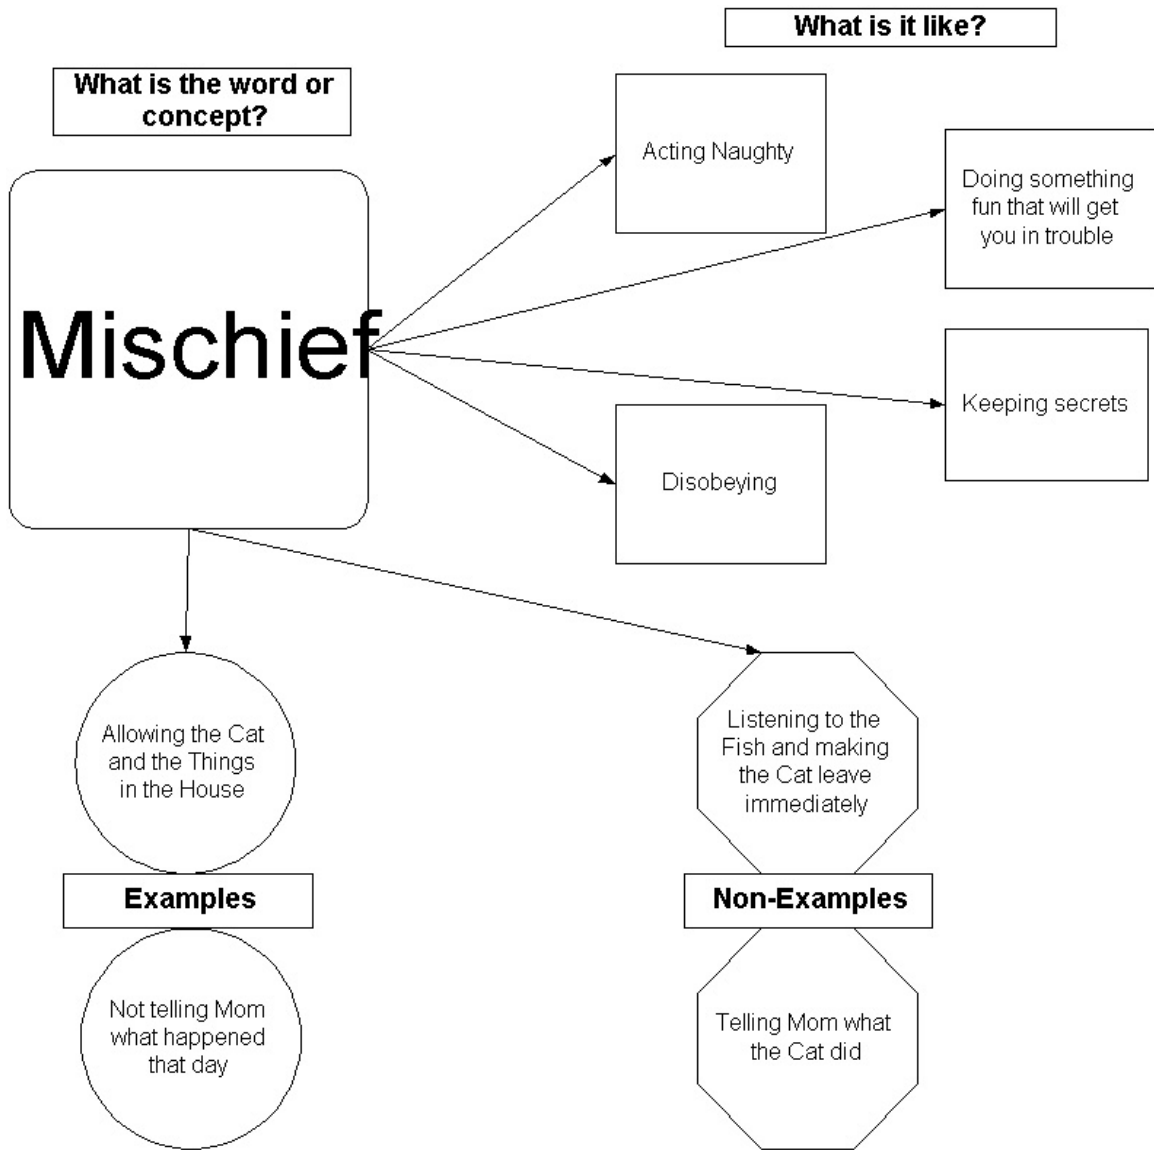 What is it like?
What is the word or
concept?
Acting Naughty
Doing something
fun that will get
you in trouble
Mischief
Keeping secrets
Disobeying
Allowing the Cat
and the Things
in the House
Listening to the
Fish and making
the Cat leave
immediately
Examples
Non-Examples
Not telling Mom
what happened
that day
Telling Mom what
the Cat did